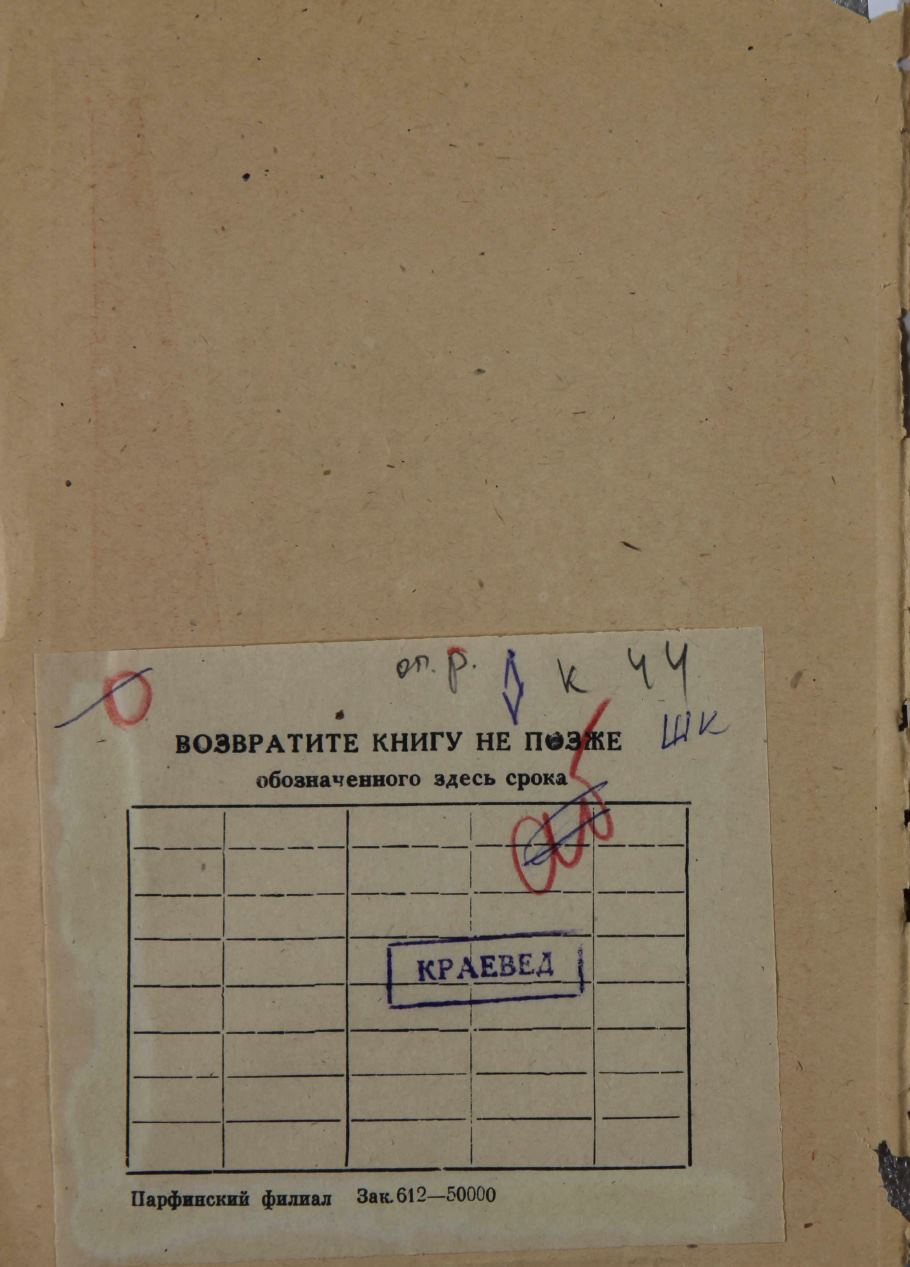 оп. р. к 44
ШК
ВОЗВРАТИТЕ КНИГУ НЕ ПОЗЖЕ
обозначенного здесь срока
КРАЕВЕД
Парфинский филиал Зак. 612—50000